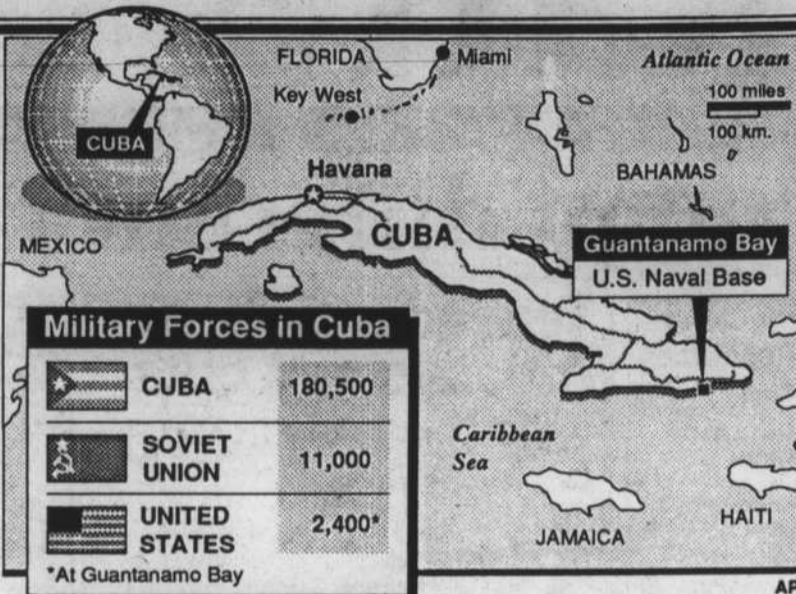 CUBA
FLORIDA
Miami
Key West
Atlantic Ocean
100 miles
100 km.
BAHAMAS
Havana
MEXICO
CUBA
Guantanamo Bay
U.S. Naval Base
Military Forces in Cuba
CUBA 180,500
SOVIET
UNION 11,000
UNITED
STATES 2,400*
*At Guantanamo Bay
Caribbean
Sea
JAMAICA
HAITI
AP